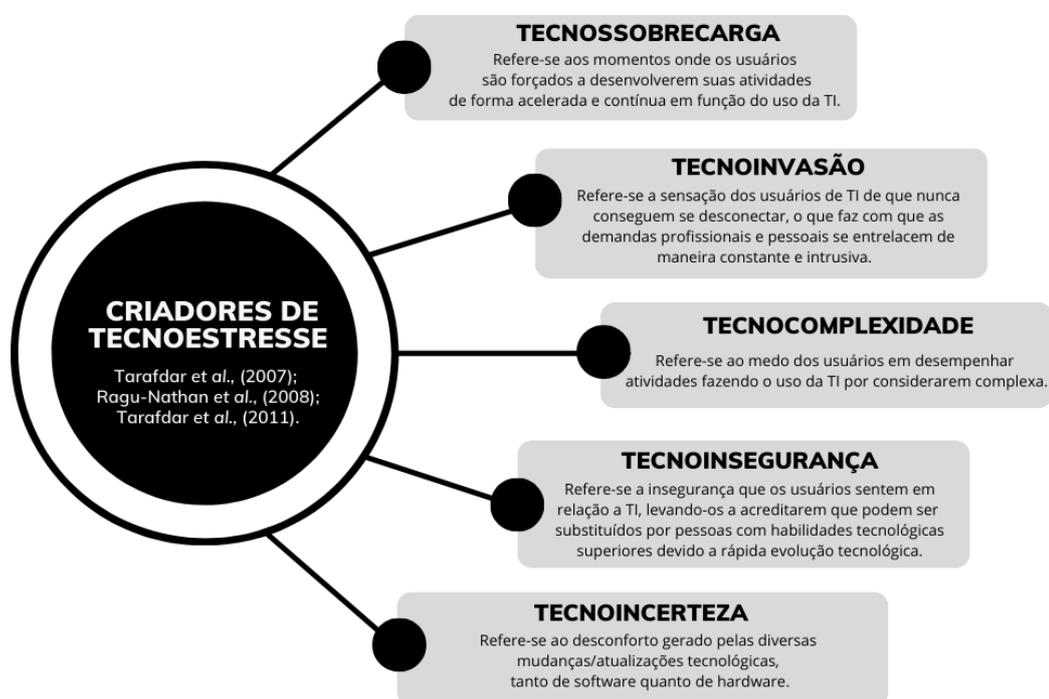 TECNOSSOBRECARGA
Refere-se aos momentos onde os usuários
são forçados a desenvolverem suas atividades
de forma acelerada e contínua em função do uso da TI.
TECNOINVASÃO
Refere-se a sensação dos usuários de TI de que nunca
conseguem se desconectar, o que faz com que as
demandas profissionais e pessoais se entrelacem de
maneira constante e intrusiva.
CRIADORES DE
TECNOESTRESSE
Tarafdar et al., (2007);
Ragu-Nathan et al., (2008);
Tarafdar et al., (2011).
TECNOCOMPLEXIDADE
Refere-se ao medo dos usuários em desempenhar
atividades fazendo o uso da TI por considerarem complexa.
TECNOINSEGURANÇA
Refere-se a insegurança que os usuários sentem em
relação a TI, levando-os a acreditarem que podem ser
substituídos por pessoas com habilidades tecnológicas
superiores devido a rápida evolução tecnológica.
TECNOINCERTEZA
Refere-se ao desconforto gerado pelas diversas
mudanças/atualizações tecnológicas,
tanto de software quanto de hardware.